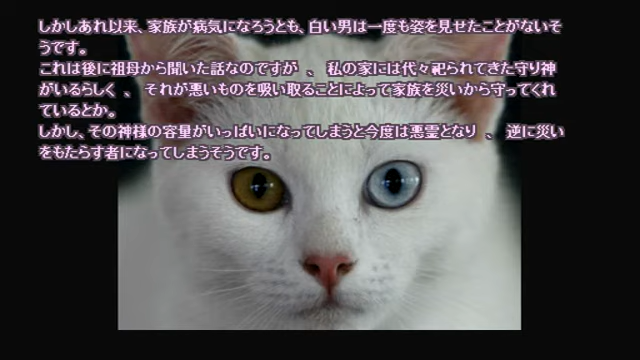 しかしあれ以来、家族が病気になろうとも、白い男は一度も姿を見せたことがないそ
うです。
これは後に祖母から聞いた話なのですが 、 私の家には代々祀られてきた守り神
がいるらしく 、 それが悪いものを吸い取ることによって家族を災いから守ってくれ
ているとか。
しかし、その神様の容量がいっぱいになってしまうと今度は悪霊となり 、 逆に災い
をもたらす者になってしまうそうです。